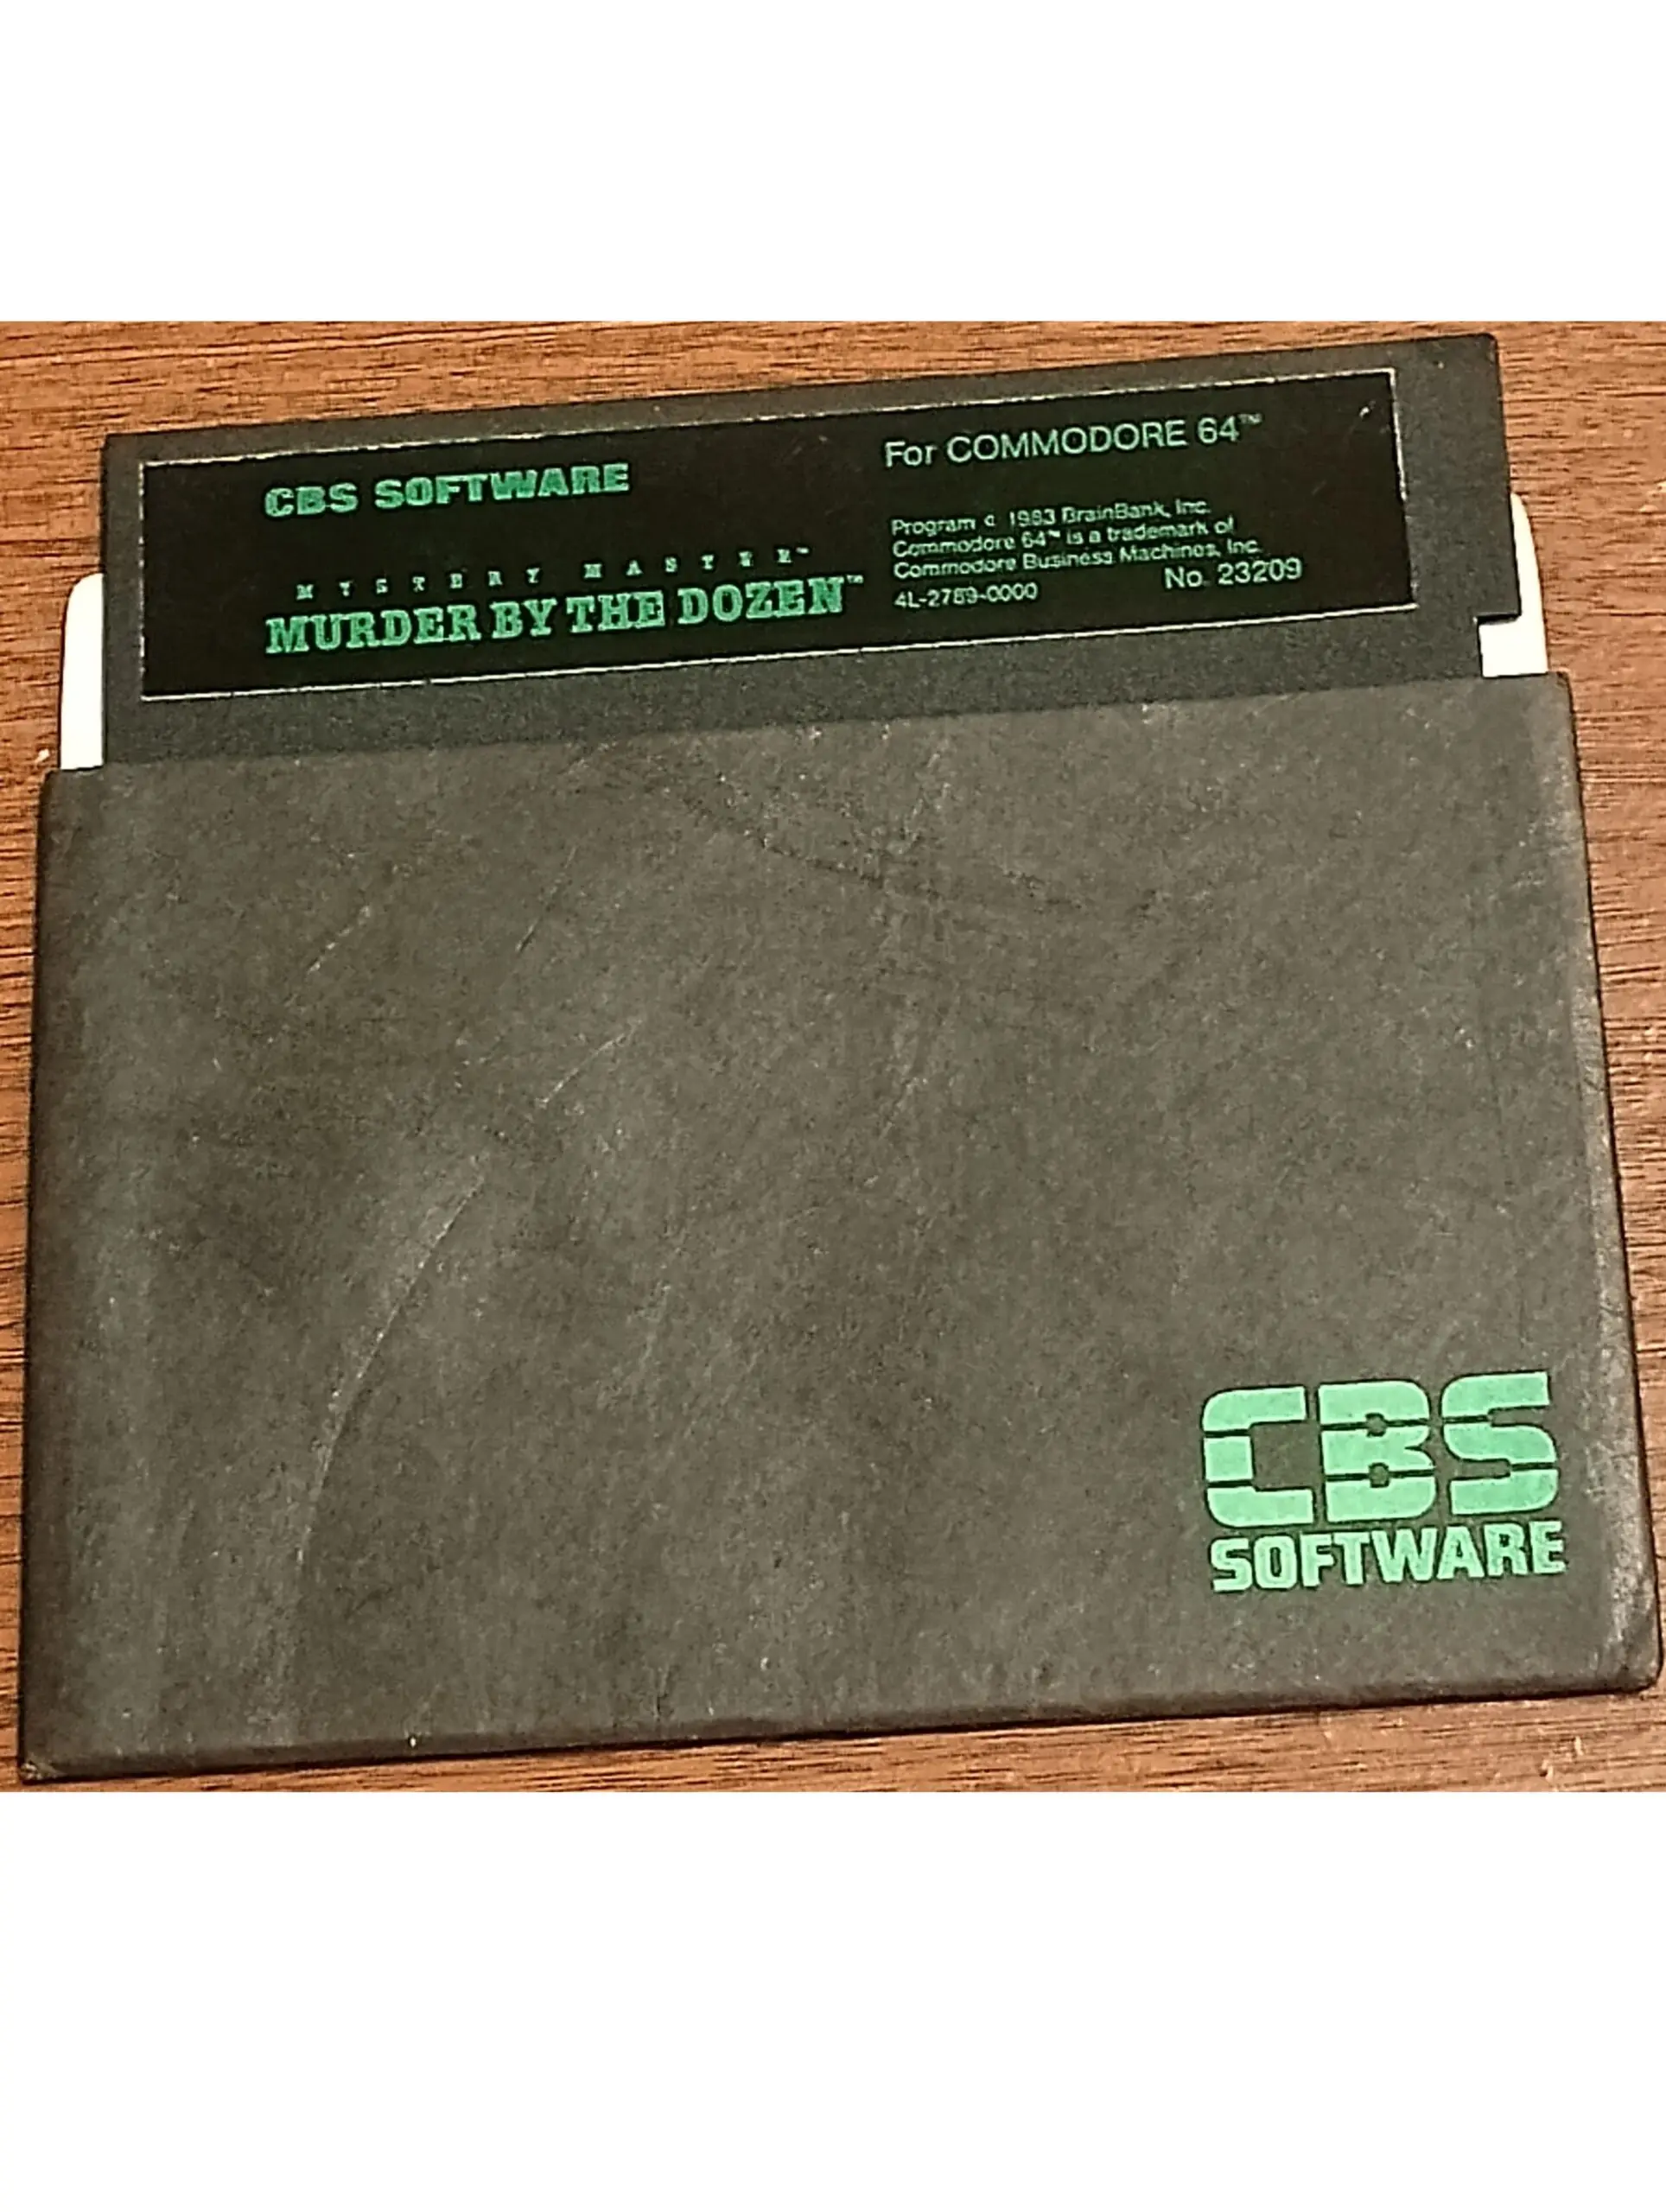 CBS SOFTWARE
MYSTERY MASTER™
MURDER BY THE DOZEN™
For COMMODORE 64™
Program © 1983 BrainBank, Inc.
Commodore 64™ is a trademark of
Commodore Business Machines, Inc.
4L-2789-0000 No. 23209
CBS
SOFTWARE